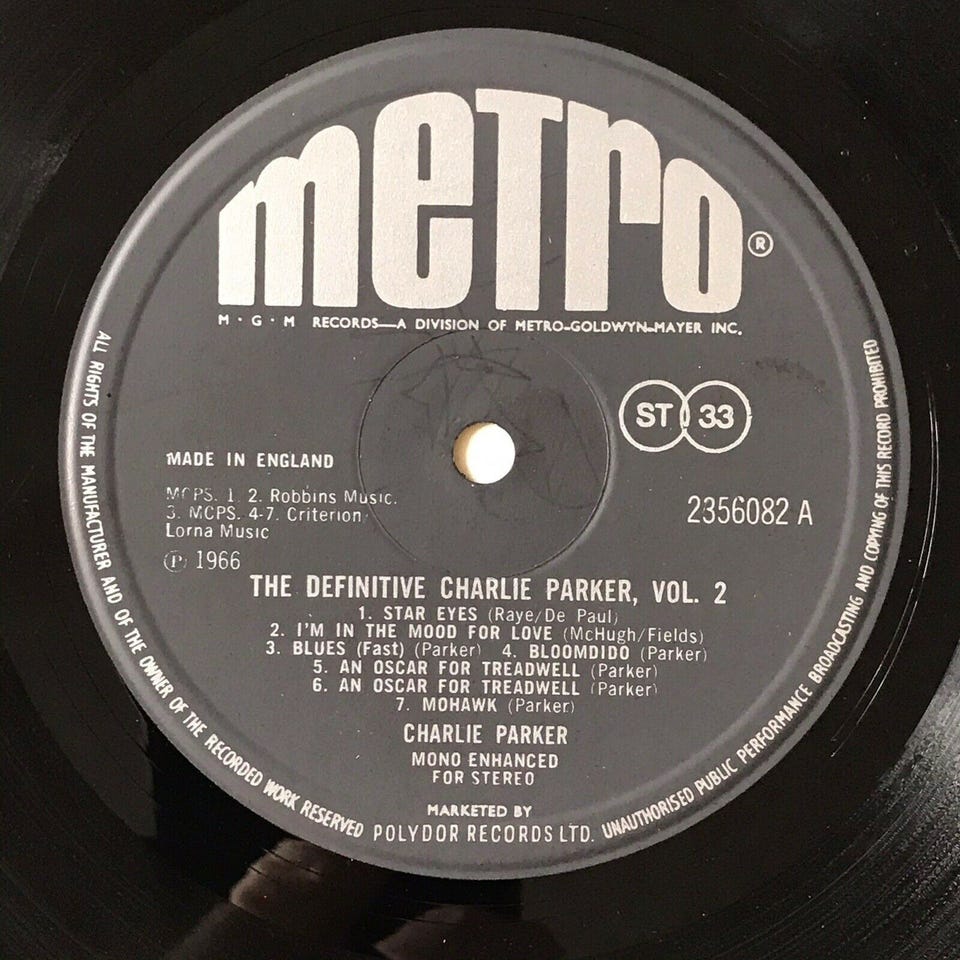 metro®
M·G·M RECORDS—A DIVISION OF METRO-GOLDWYN-MAYER INC.
ST 33
MADE IN ENGLAND
MCPS. 1. 2. Robbins Music.
3. MCPS. 4-7. Criterion
Lorna Music
℗ 1966
2356082 A
THE DEFINITIVE CHARLIE PARKER, VOL. 2
1. STAR EYES (Raye/De Paul)
2. I'M IN THE MOOD FOR LOVE (McHugh/Fields)
3. BLUES (Fast) (Parker) 4. BLOOMDIDO (Parker)
5. AN OSCAR FOR TREADWELL (Parker)
6. AN OSCAR FOR TREADWELL (Parker)
7. MOHAWK (Parker)
CHARLIE PARKER
MONO ENHANCED
FOR STEREO
MARKETED BY
POLYDOR RECORDS LTD.
ALL RIGHTS OF THE MANUFACTURER AND OF THE OWNER OF THE RECORDED WORK RESERVED
UNAUTHORISED PUBLIC PERFORMANCE BROADCASTING AND COPYING OF THIS RECORD PROHIBITED